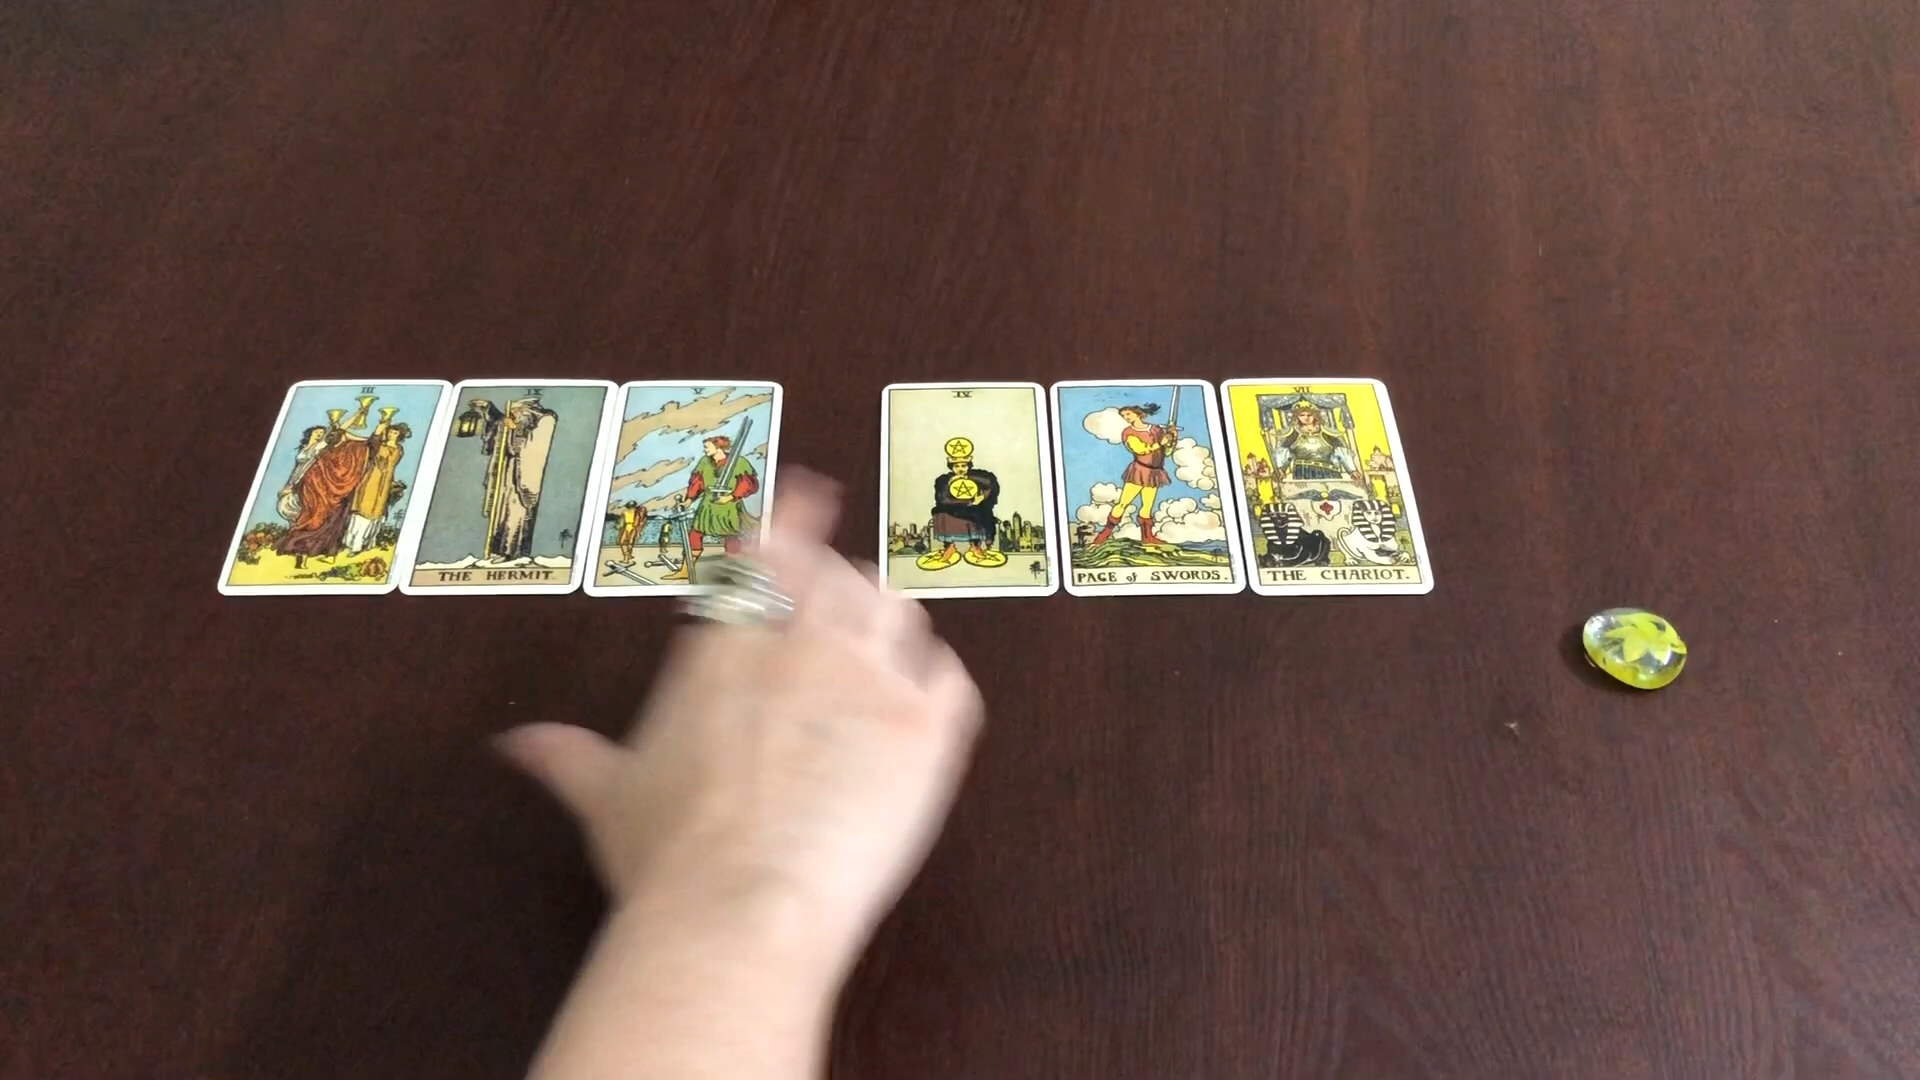 III
IX
THE HERMIT.
V
IV
PAGE of SWORDS.
VII
THE CHARIOT.